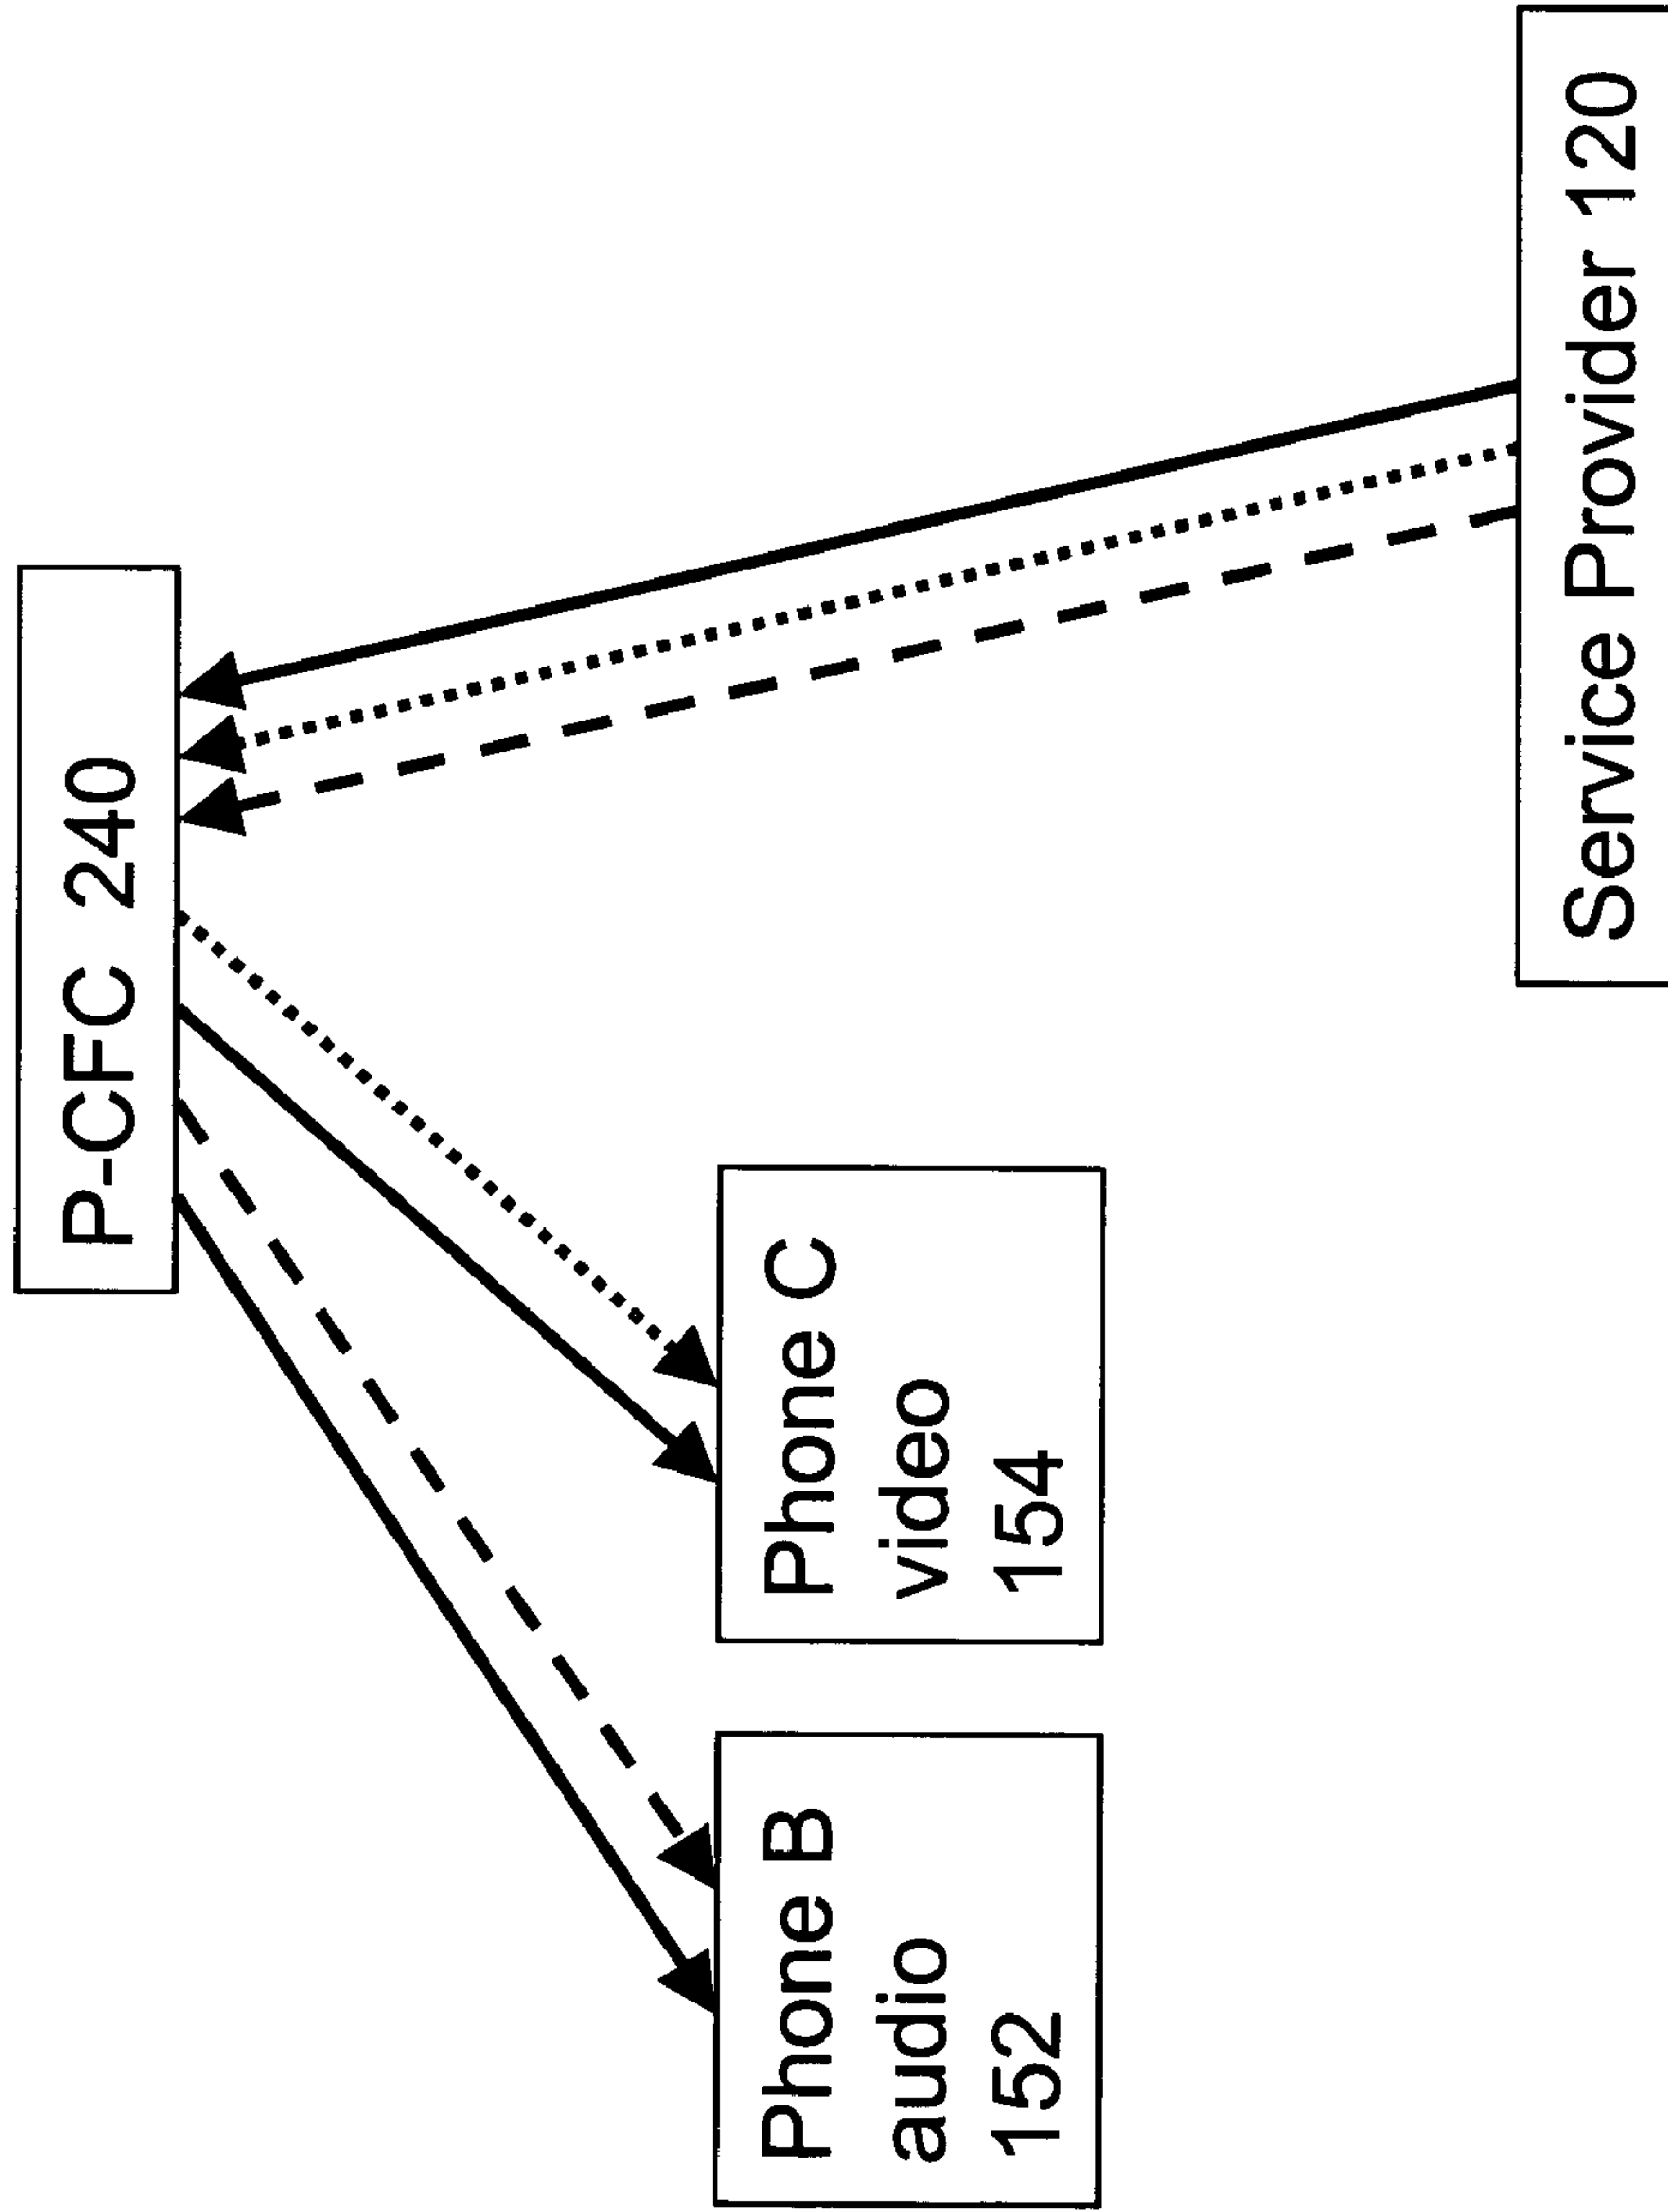 P-CFC 240
Phone B
audio
152
Phone C
video
154
Service Provider 120